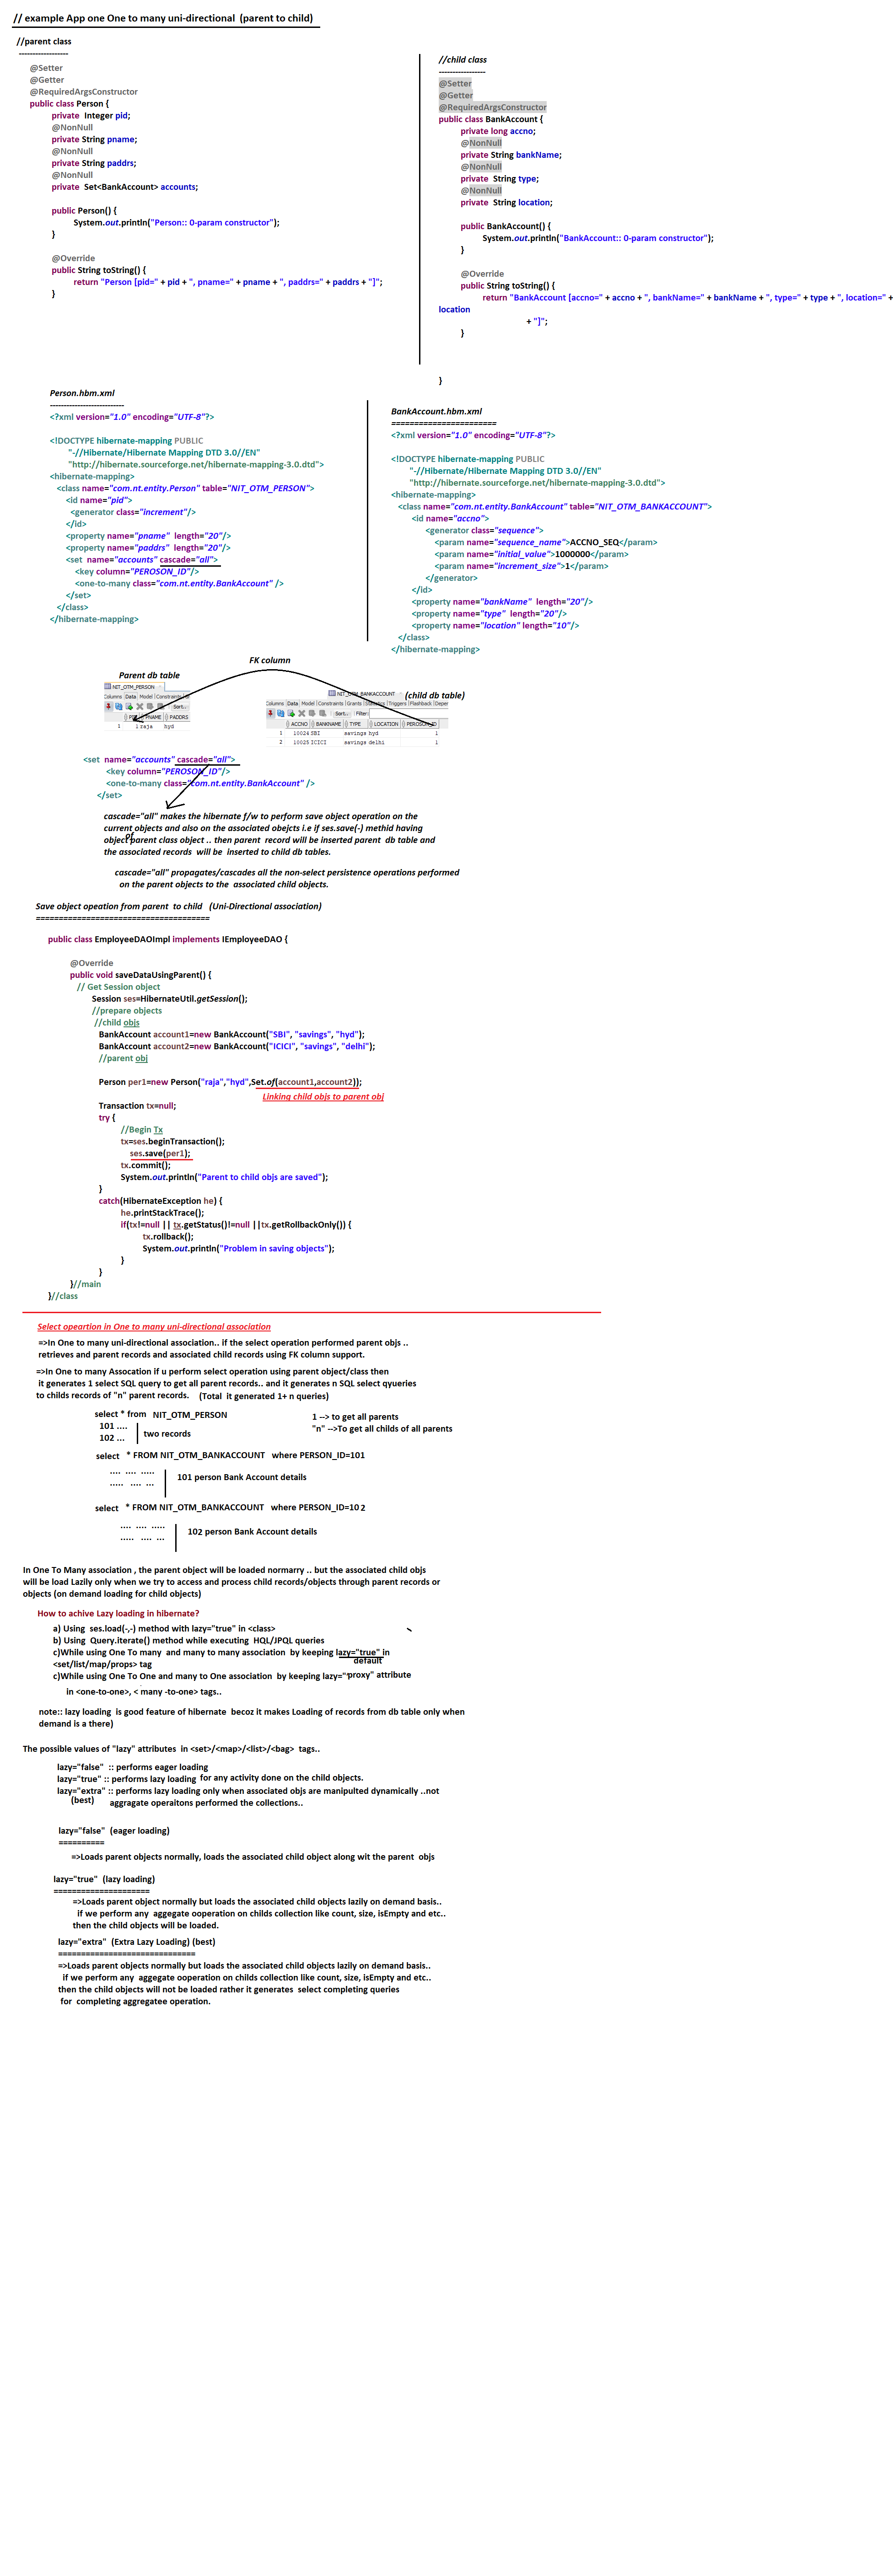 // example App one One to many uni-directional  (parent to child)
//parent class
------------------
@Setter
@Getter
@RequiredArgsConstructor
public class Person {
private  Integer pid;
@NonNull
private String pname;
@NonNull
private String paddrs;
@NonNull
private  Set<BankAccount> accounts;
public Person() {
System.out.println("Person:: 0-param constructor");
}
@Override
public String toString() {
return "Person [pid=" + pid + ", pname=" + pname + ", paddrs=" + paddrs + "]";
}
//child class
-----------------
@Setter
@Getter
@RequiredArgsConstructor
public class BankAccount {
private long accno;
@NonNull
private String bankName;
@NonNull
private  String type;
@NonNull
private  String location;
public BankAccount() {
System.out.println("BankAccount:: 0-param constructor");
}
@Override
public String toString() {
return "BankAccount [accno=" + accno + ", bankName=" + bankName + ", type=" + type + ", location=" +
location
+ "]";
}
}
Person.hbm.xml
---------------------------
<?xml version="1.0" encoding="UTF-8"?>
<!DOCTYPE hibernate-mapping PUBLIC
"-//Hibernate/Hibernate Mapping DTD 3.0//EN"
"http://hibernate.sourceforge.net/hibernate-mapping-3.0.dtd">
<hibernate-mapping>
<class name="com.nt.entity.Person" table="NIT_OTM_PERSON">
<id name="pid">
<generator class="increment"/>
</id>
<property name="pname"  length="20"/>
<property name="paddrs"  length="20"/>
<set  name="accounts" cascade="all">
<key column="PEROSON_ID"/>
<one-to-many class="com.nt.entity.BankAccount" />
</set>
</class>
</hibernate-mapping>
BankAccount.hbm.xml
=======================
<?xml version="1.0" encoding="UTF-8"?>
<!DOCTYPE hibernate-mapping PUBLIC
"-//Hibernate/Hibernate Mapping DTD 3.0//EN"
"http://hibernate.sourceforge.net/hibernate-mapping-3.0.dtd">
<hibernate-mapping>
<class name="com.nt.entity.BankAccount" table="NIT_OTM_BANKACCOUNT">
<id name="accno">
<generator class="sequence">
<param name="sequence_name">ACCNO_SEQ</param>
<param name="initial_value">1000000</param>
<param name="increment_size">1</param>
</generator>
</id>
<property name="bankName"  length="20"/>
<property name="type"  length="20"/>
<property name="location" length="10"/>
</class>
</hibernate-mapping>
FK column
Parent db table
NIT_OTM_PERSON
Columns Data Model Constraints
Sort..
PNAME PADDRS
1 1 raja hyd
(child db table)
NIT_OTM_BANKACCOUNT
Columns Data Model Constraints Grants Statistics Triggers Flashback Deper
Sort.. Filter:
ACCNO BANKNAME TYPE LOCATION PEROSON_ID
1 10024 SBI savings hyd 1
2 10025 ICICI savings delhi 1
<set  name="accounts" cascade="all">
<key column="PEROSON_ID"/>
<one-to-many class="com.nt.entity.BankAccount" />
</set>
cascade="all" makes the hibernate f/w to perform save object operation on the
current objects and also on the associated obejcts i.e if ses.save(-) methid having
of
object parent class object .. then parent  record will be inserted parent  db table and
the associated records  will be  inserted to child db tables.
cascade="all" propagates/cascades all the non-select persistence operations performed
on the parent objects to the  associated child objects.
Save object opeation from parent  to child   (Uni-Directional association)
======================================
public class EmployeeDAOImpl implements IEmployeeDAO {
@Override
public void saveDataUsingParent() {
// Get Session object
Session ses=HibernateUtil.getSession();
//prepare objects
//child objs
BankAccount account1=new BankAccount("SBI", "savings", "hyd");
BankAccount account2=new BankAccount("ICICI", "savings", "delhi");
//parent obj
Person per1=new Person("raja","hyd",Set.of(account1,account2));
Linking child objs to parent obj
Transaction tx=null;
try {
//Begin Tx
tx=ses.beginTransaction();
ses.save(per1);
tx.commit();
System.out.println("Parent to child objs are saved");
}
catch(HibernateException he) {
he.printStackTrace();
if(tx!=null || tx.getStatus()!=null ||tx.getRollbackOnly()) {
tx.rollback();
System.out.println("Problem in saving objects");
}
}
}//main
}//class
Select opeartion in One to many uni-directional association
=>In One to many uni-directional association.. if the select operation performed parent objs ..
retrieves and parent records and associated child records using FK column support.
=>In One to many Assocation if u perform select operation using parent object/class then
it generates 1 select SQL query to get all parent records.. and it generates n SQL select qyueries
to childs records of "n" parent records.    (Total  it generated 1+ n queries)
select * from   NIT_OTM_PERSON
101 ....
102 ...
two records
1 --> to get all parents
"n" -->To get all childs of all parents
select   * FROM NIT_OTM_BANKACCOUNT   where PERSON_ID=101
....  ....  .....
.....   ....  ...
101 person Bank Account details
select   * FROM NIT_OTM_BANKACCOUNT   where PERSON_ID=10 2
....  ....  .....
.....   ....  ...
102 person Bank Account details
In One To Many association , the parent object will be loaded normarry .. but the associated child objs
will be load Lazily only when we try to access and process child records/objects through parent records or
objects (on demand loading for child objects)
How to achive Lazy loading in hibernate?
a) Using  ses.load(-,-) method with lazy="true" in <class>
b) Using  Query.iterate() method while executing  HQL/JPQL queries
c)While using One To many  and many to many association  by keeping lazy="true" in
default
<set/list/map/props> tag
c)While using One To One and many to One association  by keeping lazy="proxy" attribute
in <one-to-one>, < many -to-one> tags..
note:: lazy loading  is good feature of hibernate  becoz it makes Loading of records from db table only when
demand is a there)
The possible values of "lazy" attributes  in <set>/<map>/<list>/<bag>  tags..
lazy="false"  :: performs eager loading
lazy="true" :: performs lazy loading  for any activity done on the child objects.
lazy="extra" :: performs lazy loading only when associated objs are manipulted dynamically ..not
(best)       aggragate operaitons performed the collections..
lazy="false"  (eager loading)
==========
=>Loads parent objects normally, loads the associated child object along wit the parent  objs
lazy="true"  (lazy loading)
=====================
=>Loads parent object normally but loads the associated child objects lazily on demand basis..
if we perform any  aggegate ooperation on childs collection like count, size, isEmpty and etc..
then the child objects will be loaded.
lazy="extra"  (Extra Lazy Loading) (best)
==============================
=>Loads parent objects normally but loads the associated child objects lazily on demand basis..
if we perform any  aggegate ooperation on childs collection like count, size, isEmpty and etc..
then the child objects will not be loaded rather it generates  select completing queries
for  completing aggregatee operation.